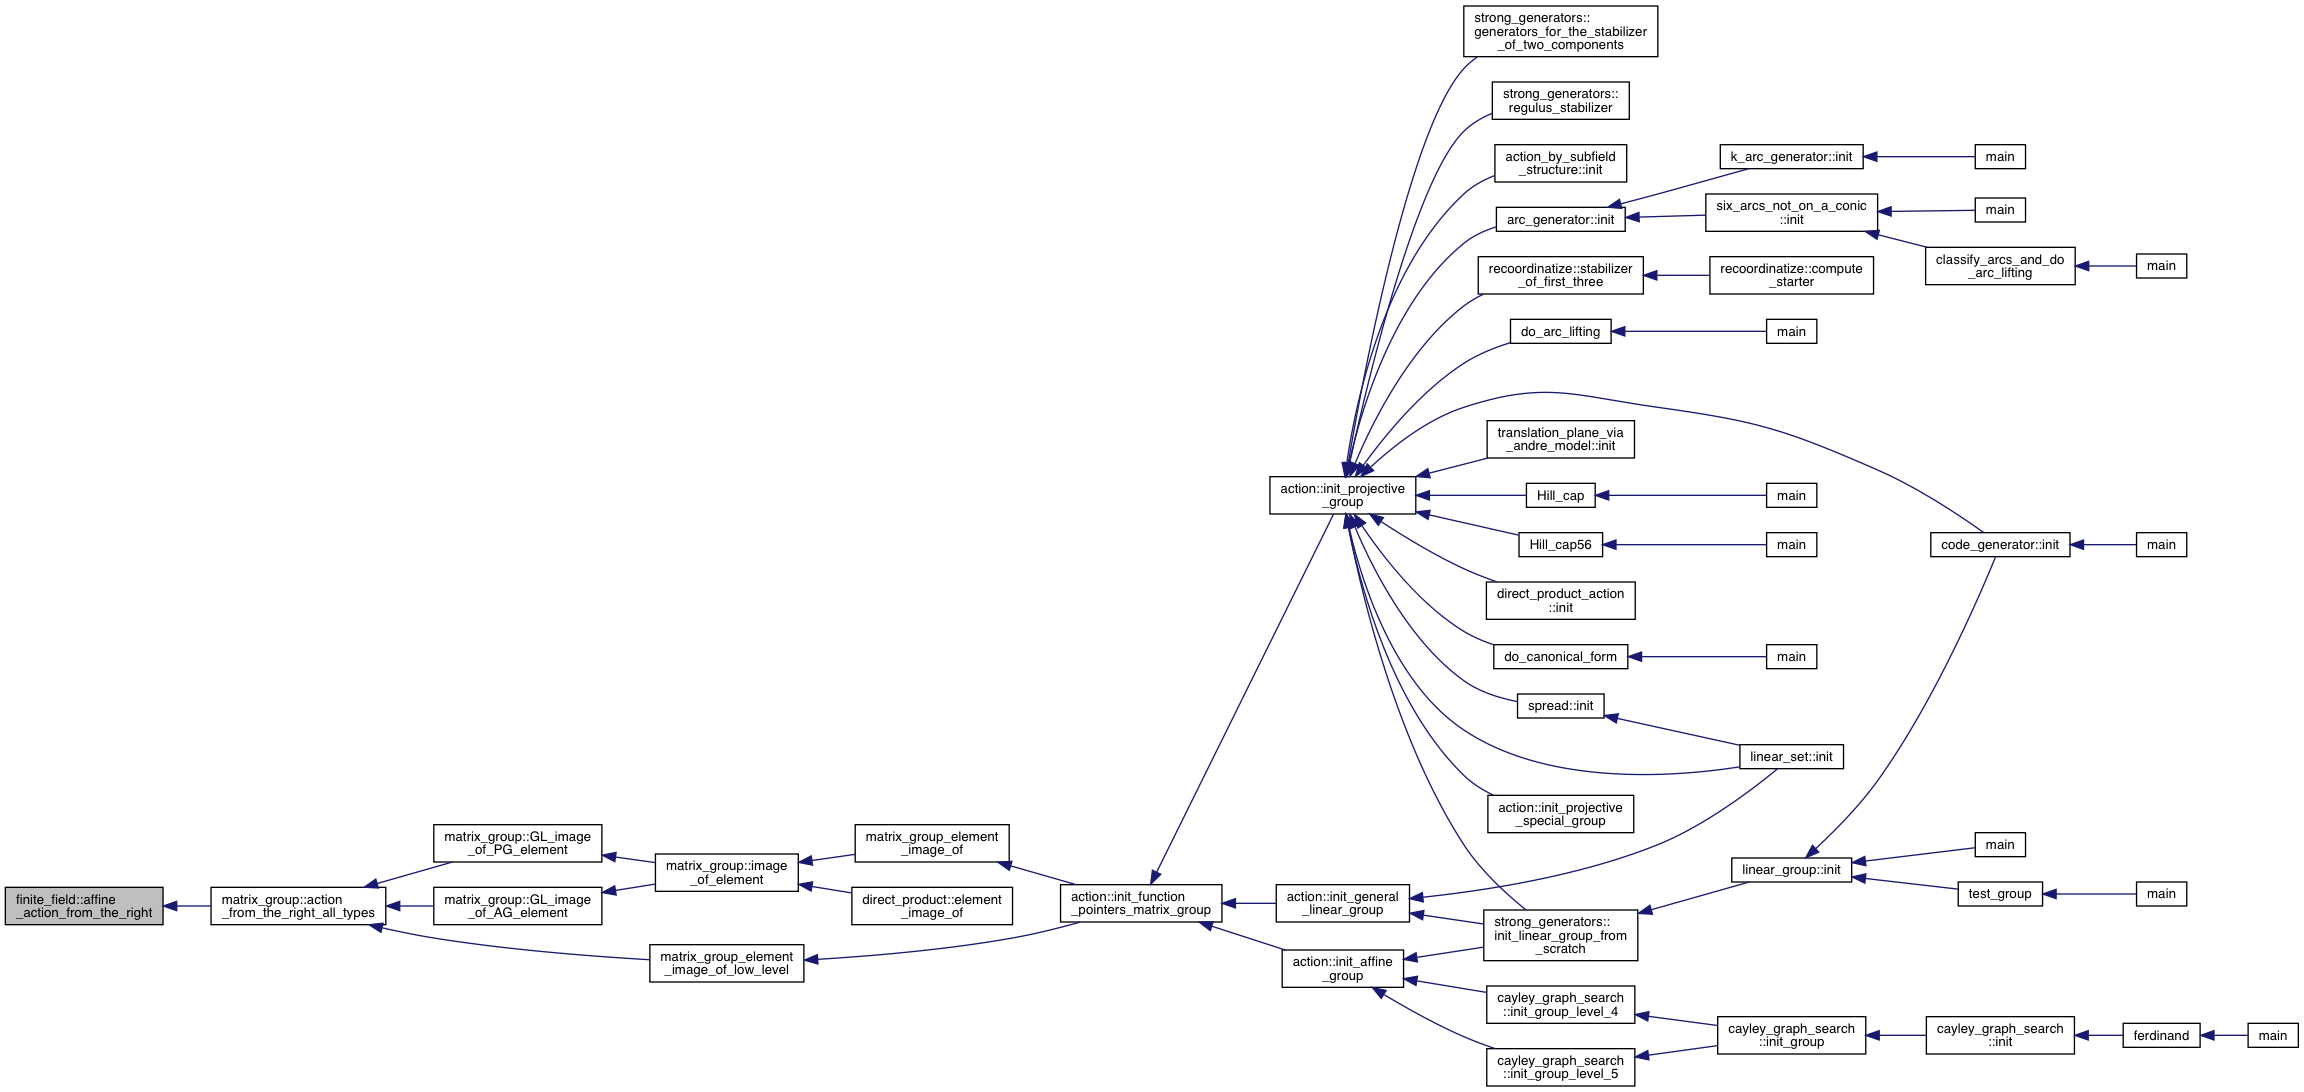 strong_generators::
generators_for_the_stabilizer
_of_two_components
strong_generators::
regulus_stabilizer
action_by_subfield
_structure::init
k_arc_generator::init
main
arc_generator::init
six_arcs_not_on_a_conic
::init
main
classify_arcs_and_do
_arc_lifting
main
recoordinatize::stabilizer
_of_first_three
recoordinatize::compute
_starter
do_arc_lifting
main
translation_plane_via
_andre_model::init
action::init_projective
_group
Hill_cap
main
Hill_cap56
main
code_generator::init
main
direct_product_action
::init
do_canonical_form
main
spread::init
linear_set::init
action::init_projective
_special_group
matrix_group::GL_image
_of_PG_element
matrix_group_element
_image_of
matrix_group::image
_of_element
main
linear_group::init
test_group
main
finite_field::affine
_action_from_the_right
matrix_group::action
_from_the_right_all_types
matrix_group::GL_image
_of_AG_element
direct_product::element
_image_of
action::init_function
_pointers_matrix_group
action::init_general
_linear_group
strong_generators::
init_linear_group_from
_scratch
matrix_group_element
_image_of_low_level
action::init_affine
_group
cayley_graph_search
::init_group_level_4
cayley_graph_search
::init_group
cayley_graph_search
::init
ferdinand
main
cayley_graph_search
::init_group_level_5